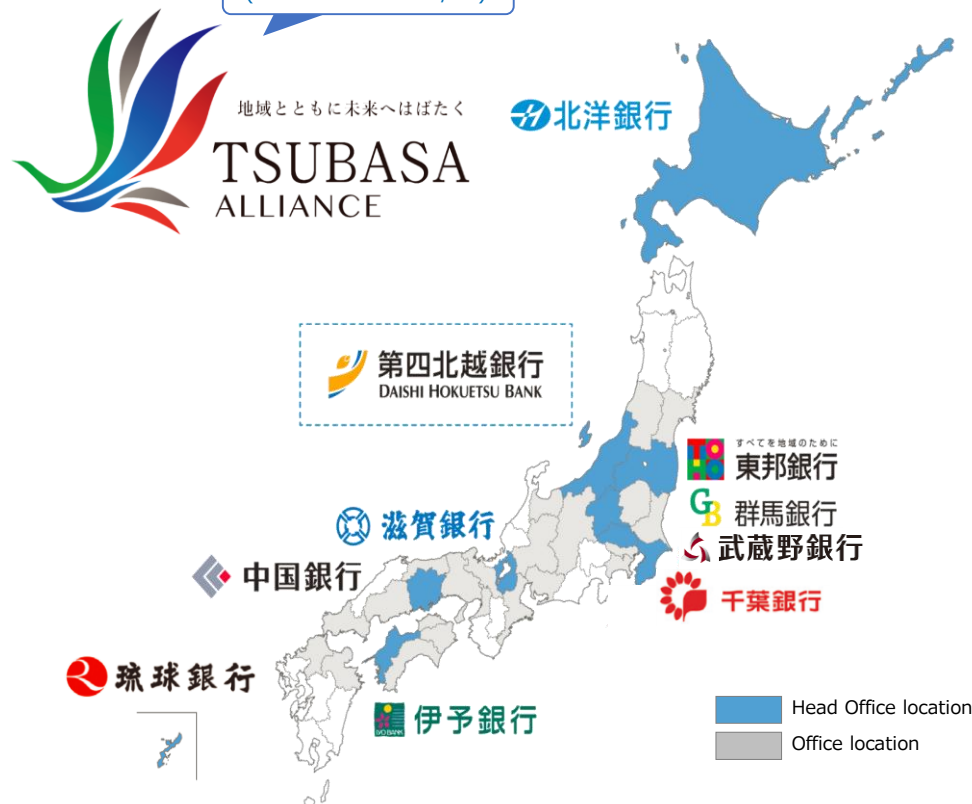 地域とともに未来へはばたく
TSUBASA
ALLIANCE
北洋銀行
第四北越銀行
DAISHI HOKUETSU BANK
すべてを地域のために
東邦銀行
TOHO
群馬銀行
GB
武蔵野銀行
滋賀銀行
中国銀行
千葉銀行
琉球銀行
伊予銀行
IYO BANK
Head Office location
Office location